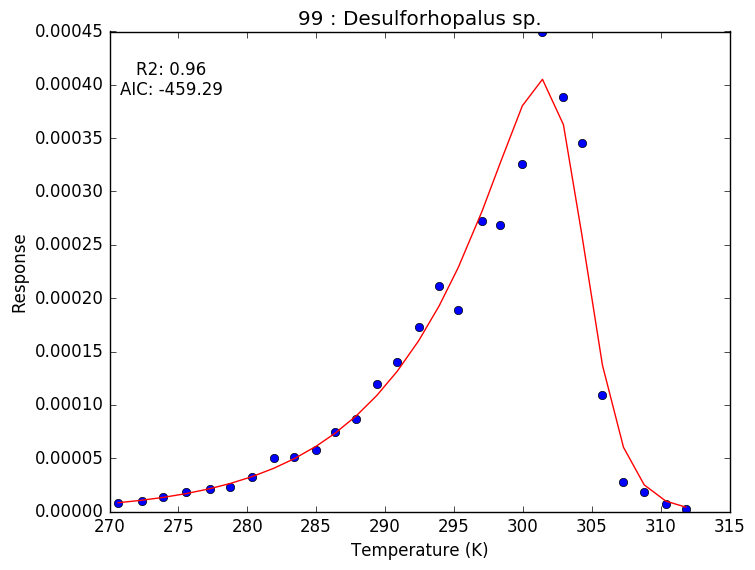 99 : Desulforhopalus sp.
R2: 0.96
AIC: -459.29
0.00045
0.00040
0.00035
0.00030
0.00025
0.00020
0.00015
0.00010
0.00005
0.00000
Response
270 275 280 285 290 295 300 305 310 315
Temperature (K)